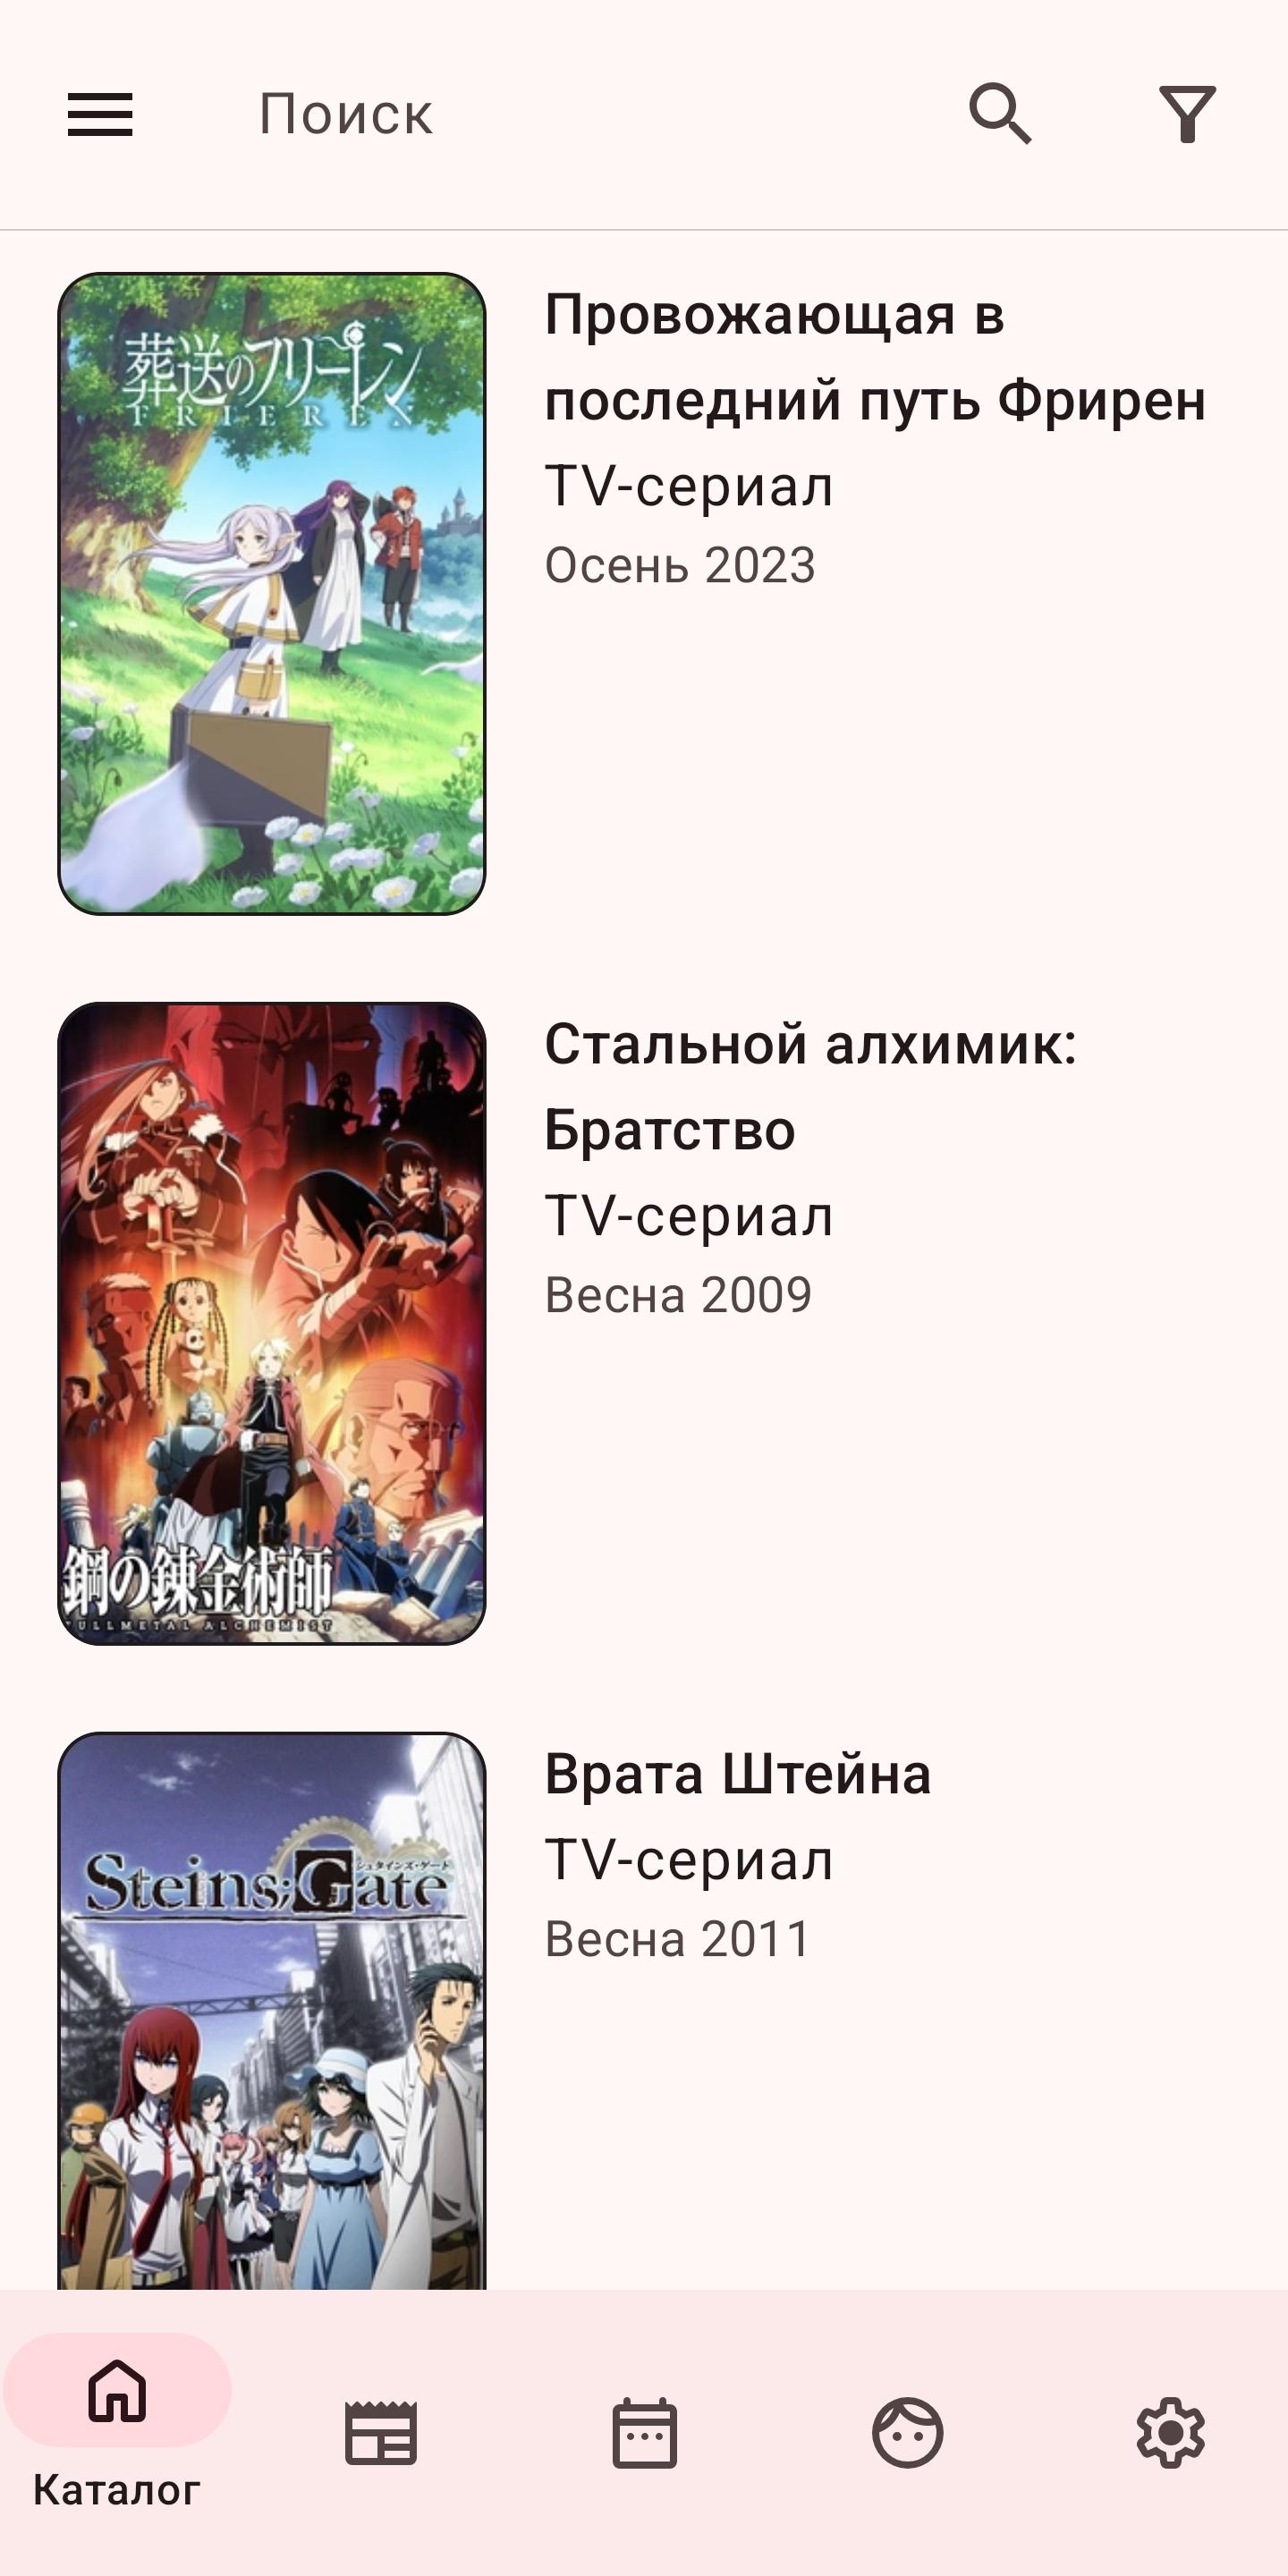 Поиск
葬送のフリーレン
FRIEREN
Провожающая в
последний путь Фрирен
TV-сериал
Осень 2023
鋼の錬金術師
FULLMETAL ALCHEMIST
Стальной алхимик:
Братство
TV-сериал
Весна 2009
シュタインズ・ゲート
Steins;Gate
Врата Штейна
TV-сериал
Весна 2011
Каталог